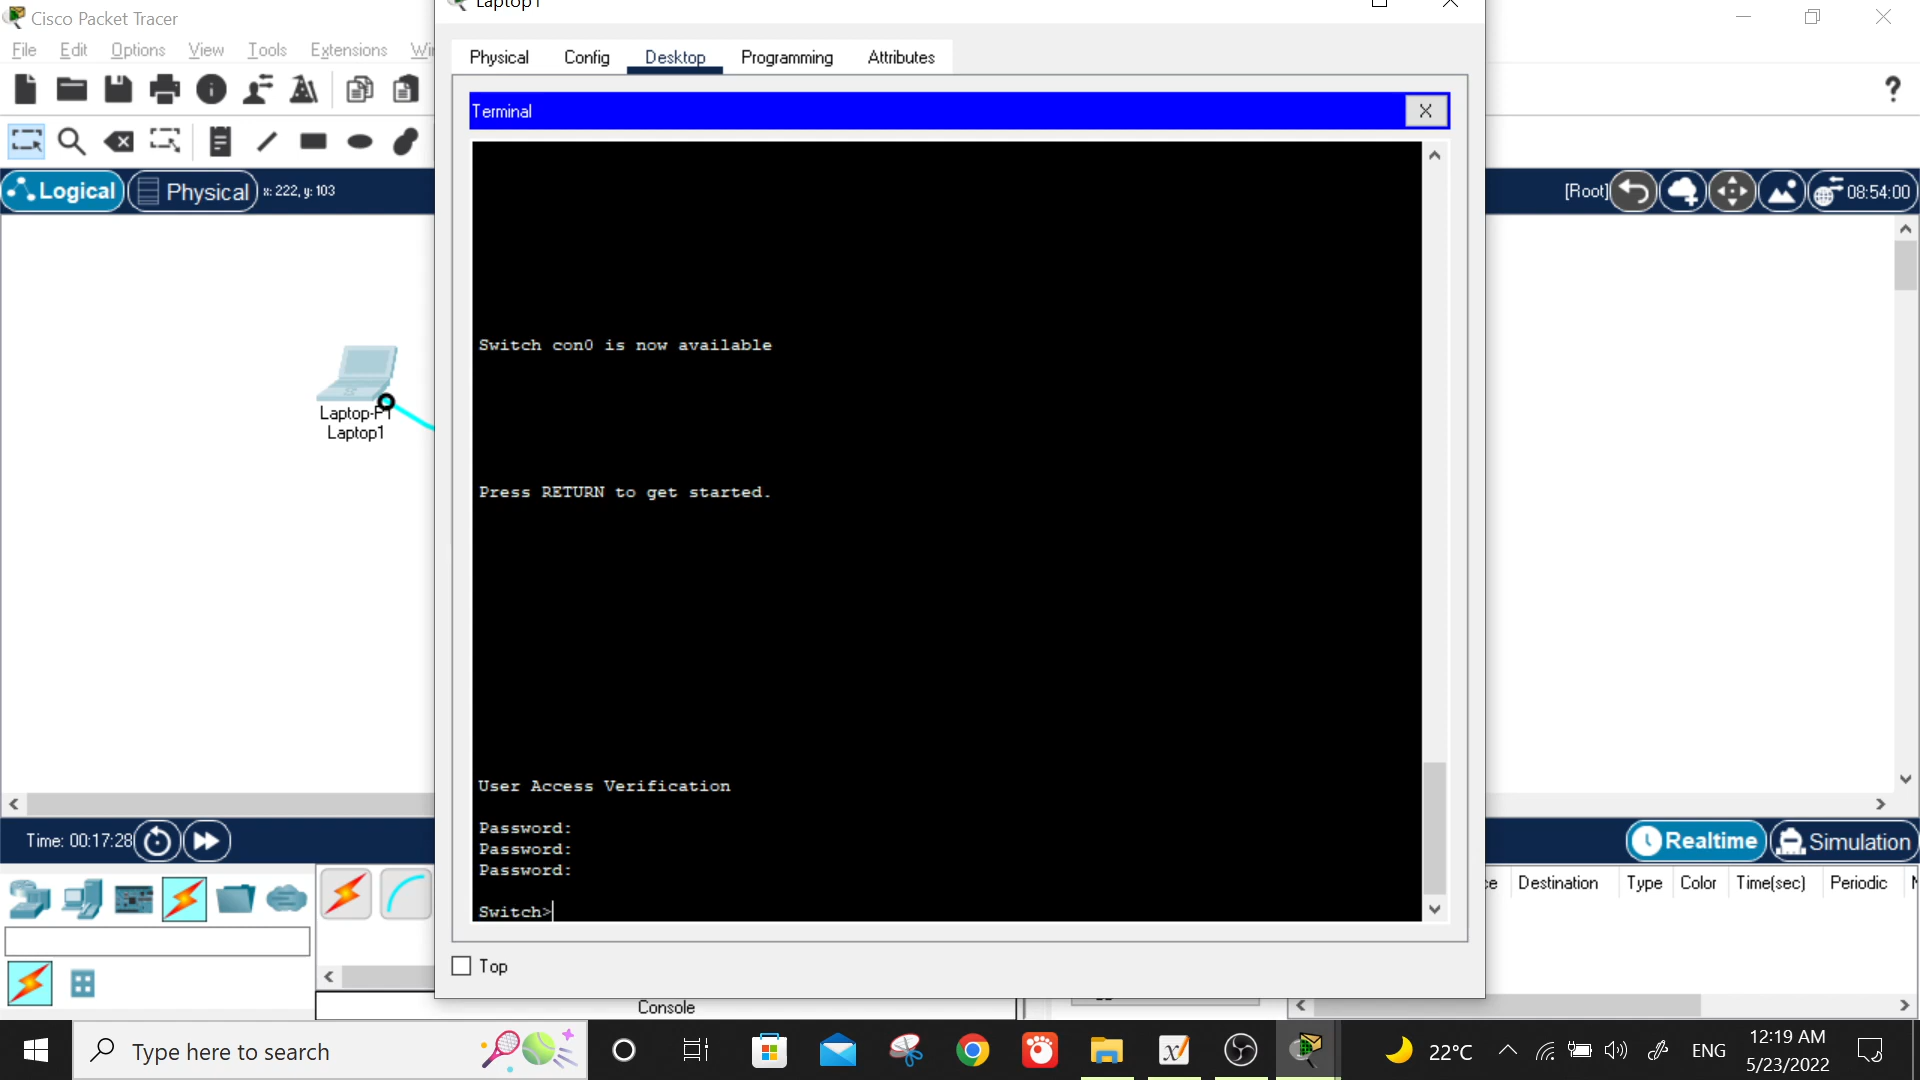 Cisco Packet Tracer
Laptop1
File Edit Options View Tools Extensions
Physical Config Desktop Programming Attributes
?
Terminal
X
Logical Physical x: 222, y: 103
[Root] 08:54:00
Switch con0 is now available
Press RETURN to get started.
Laptop-PT
Laptop1
User Access Verification
Password:
Password:
Password:
Switch>
Time: 00:17:28
Realtime Simulation
Destination Type Color Time(sec) Periodic
Top
Console
Type here to search
22°C ENG
12:19 AM
5/23/2022